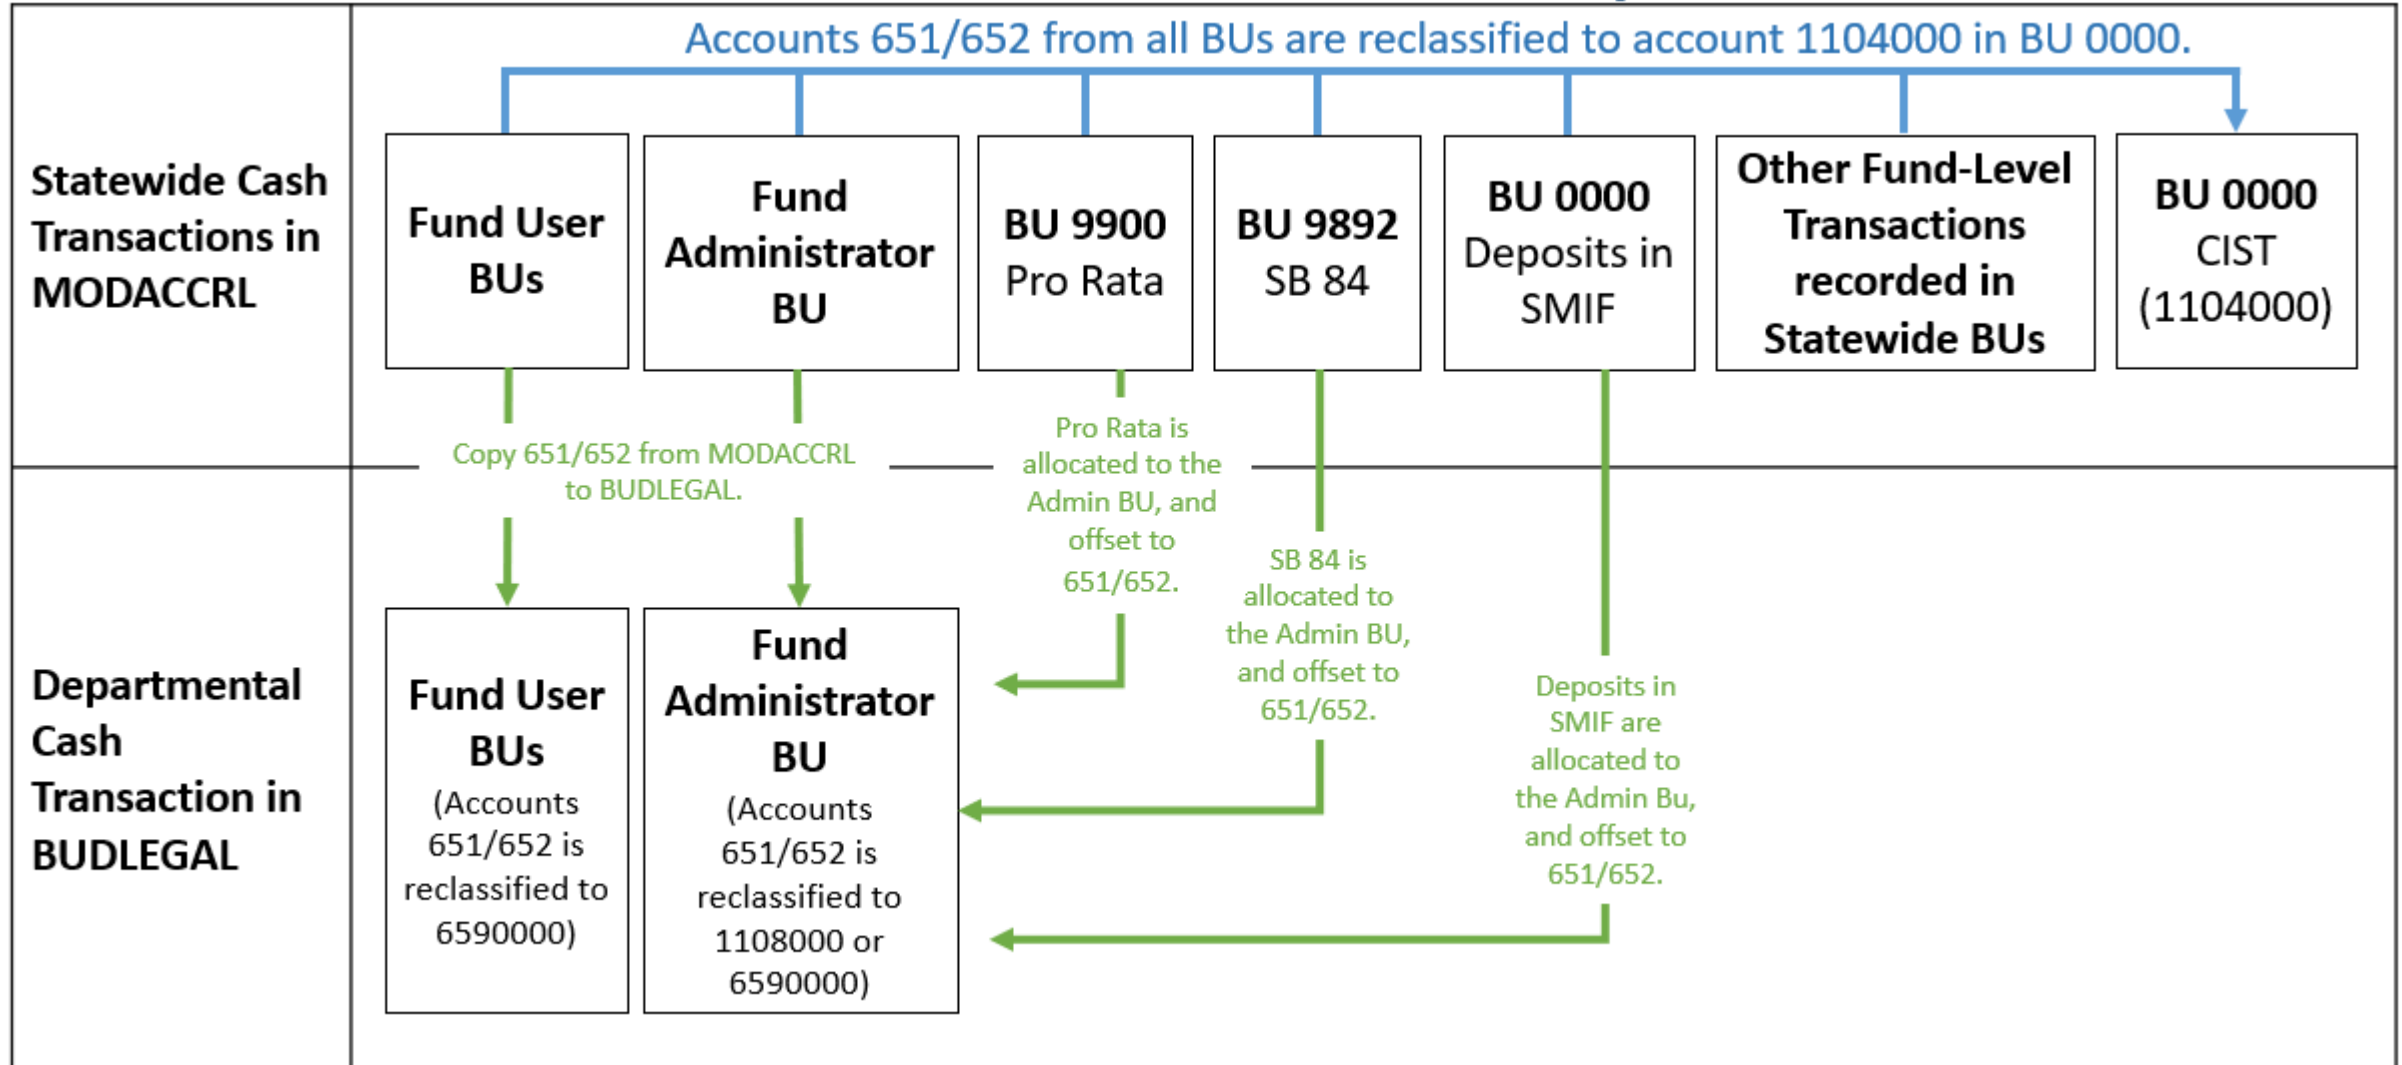 Accounts 651/652 from all BUs are reclassified to account 1104000 in BU 0000.
Statewide Cash
Transactions in
MODACCRL
Fund User
BUs
Fund
Administrator
BU
BU 9900
Pro Rata
BU 9892
SB 84
BU 0000
Deposits in
SMIF
Other Fund-Level
Transactions
recorded in
Statewide BUs
BU 0000
CIST
(1104000)
Copy 651/652 from MODACCRL
to BUDLEGAL.
Pro Rata is
allocated to the
Admin BU, and
offset to
651/652.
SB 84 is
allocated to
the Admin BU,
and offset to
651/652.
Deposits in
SMIF are
allocated to
the Admin Bu,
and offset to
651/652.
Departmental
Cash
Transaction in
BUDLEGAL
Fund User
BUs
(Accounts
651/652 is
reclassified to
6590000)
Fund
Administrator
BU
(Accounts
651/652 is
reclassified to
1108000 or
6590000)